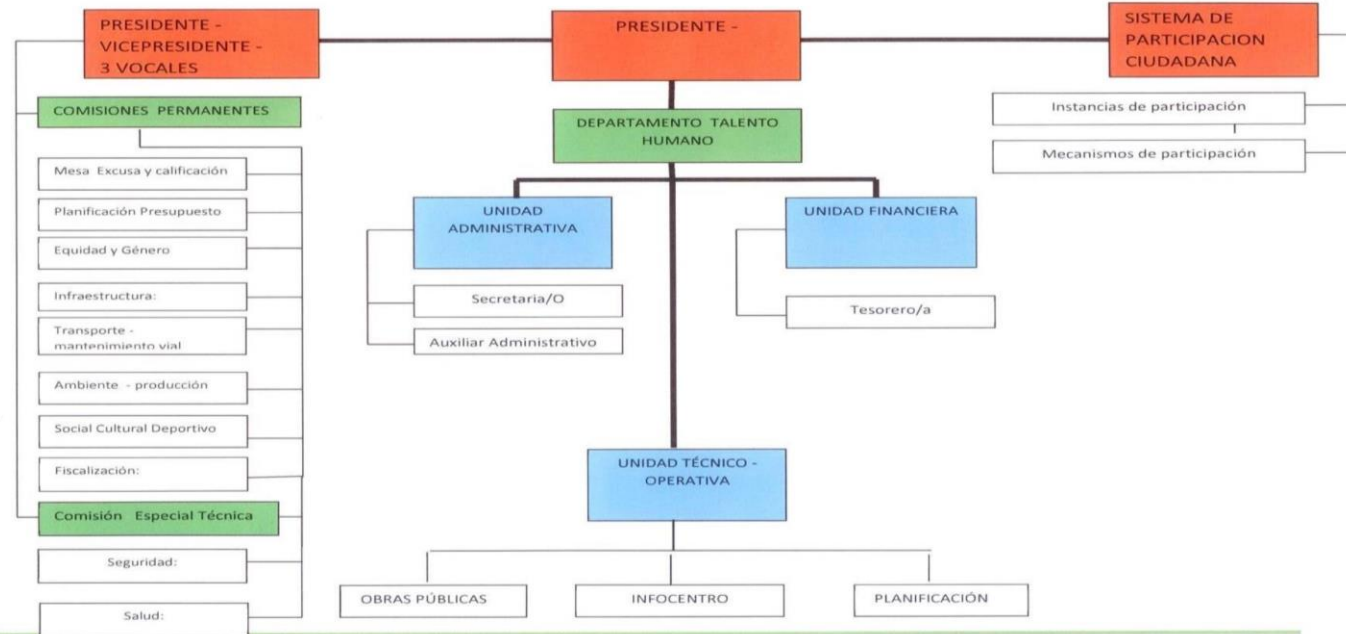 PRESIDENTE -
VICEPRESIDENTE -
3 VOCALES
PRESIDENTE -
SISTEMA DE
PARTICIPACION
CIUDADANA
COMISIONES PERMANENTES
Mesa Excusa y calificación
Planificación Presupuesto
Equidad y Género
Infraestructura:
Transporte -
mantenimiento vial
Ambiente - producción
Social Cultural Deportivo
Fiscalización:
Comisión Especial Técnica
Seguridad:
Salud:
DEPARTAMENTO TALENTO
HUMANO
UNIDAD
ADMINISTRATIVA
Secretaria/O
Auxiliar Administrativo
UNIDAD FINANCIERA
Tesorero/a
UNIDAD TÉCNICO -
OPERATIVA
OBRAS PÚBLICAS
INFOCENTRO
PLANIFICACIÓN
Instancias de participación
Mecanismos de participación